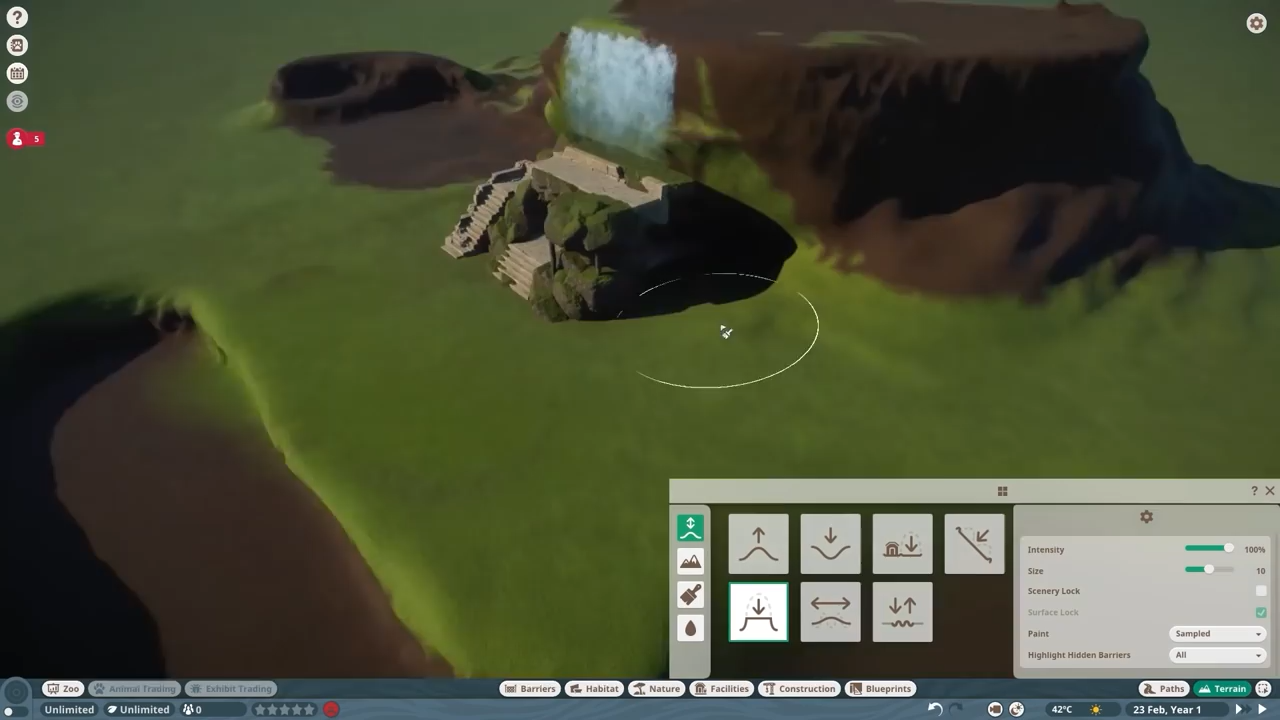 ?
5
? ×
Intensity 100%
Size 10
Scenery Lock
Surface Lock
Paint Sampled
Highlight Hidden Barriers All
Zoo Animal Trading Exhibit Trading Barriers Habitat Nature Facilities Construction Blueprints Paths Terrain
Unlimited Unlimited 0 42°C 23 Feb, Year 1